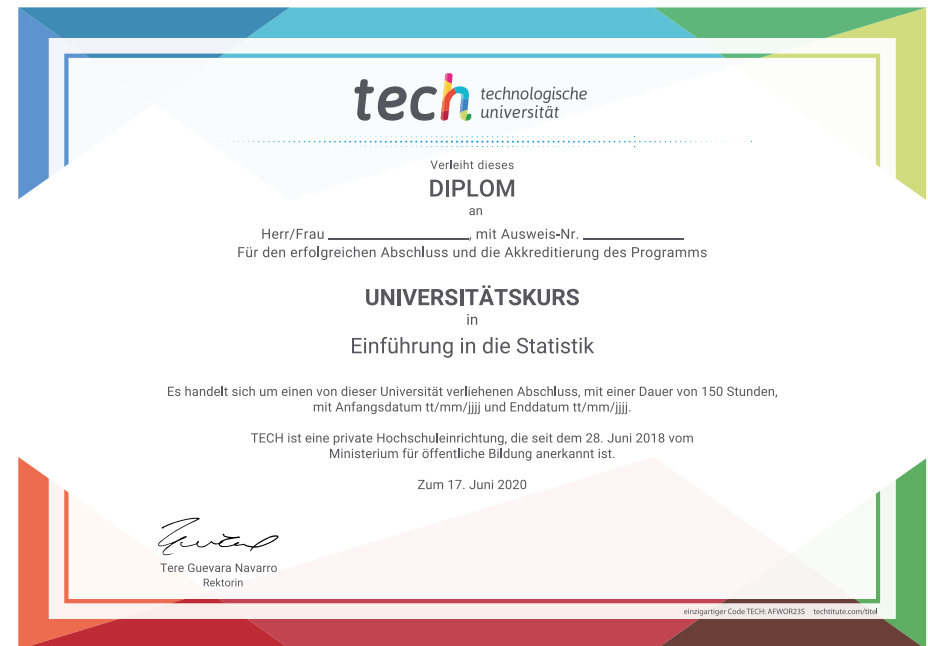 tech technologische
universität
Verleiht dieses
DIPLOM
an
Herr/Frau ____________________, mit Ausweis-Nr. ______________
Für den erfolgreichen Abschluss und die Akkreditierung des Programms
UNIVERSITÄTSKURS
in
Einführung in die Statistik
Es handelt sich um einen von dieser Universität verliehenen Abschluss, mit einer Dauer von 150 Stunden,
mit Anfangsdatum tt/mm/jjjj und Enddatum tt/mm/jjjj.
TECH ist eine private Hochschuleinrichtung, die seit dem 28. Juni 2018 vom
Ministerium für öffentliche Bildung anerkannt ist.
Zum 17. Juni 2020
Tere Guevara Navarro
Rektorin
einzigartiger Code TECH: AFWOR23S techtitute.com/titel